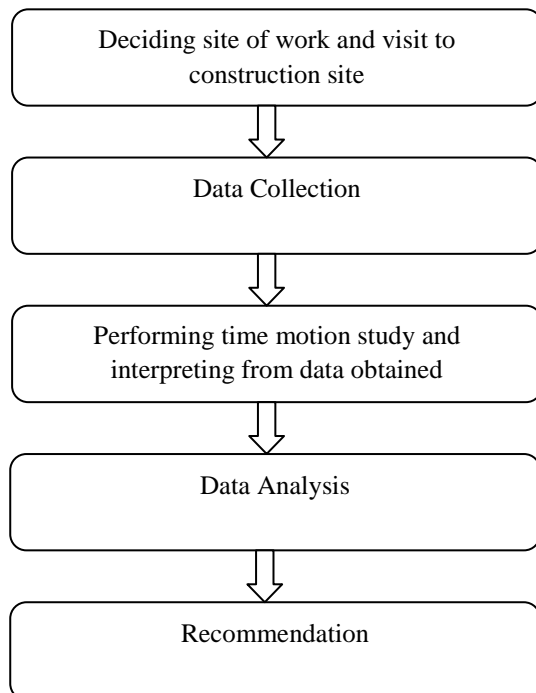 Deciding site of work and visit to
construction site
Data Collection
Performing time motion study and
interpreting from data obtained
Data Analysis
Recommendation